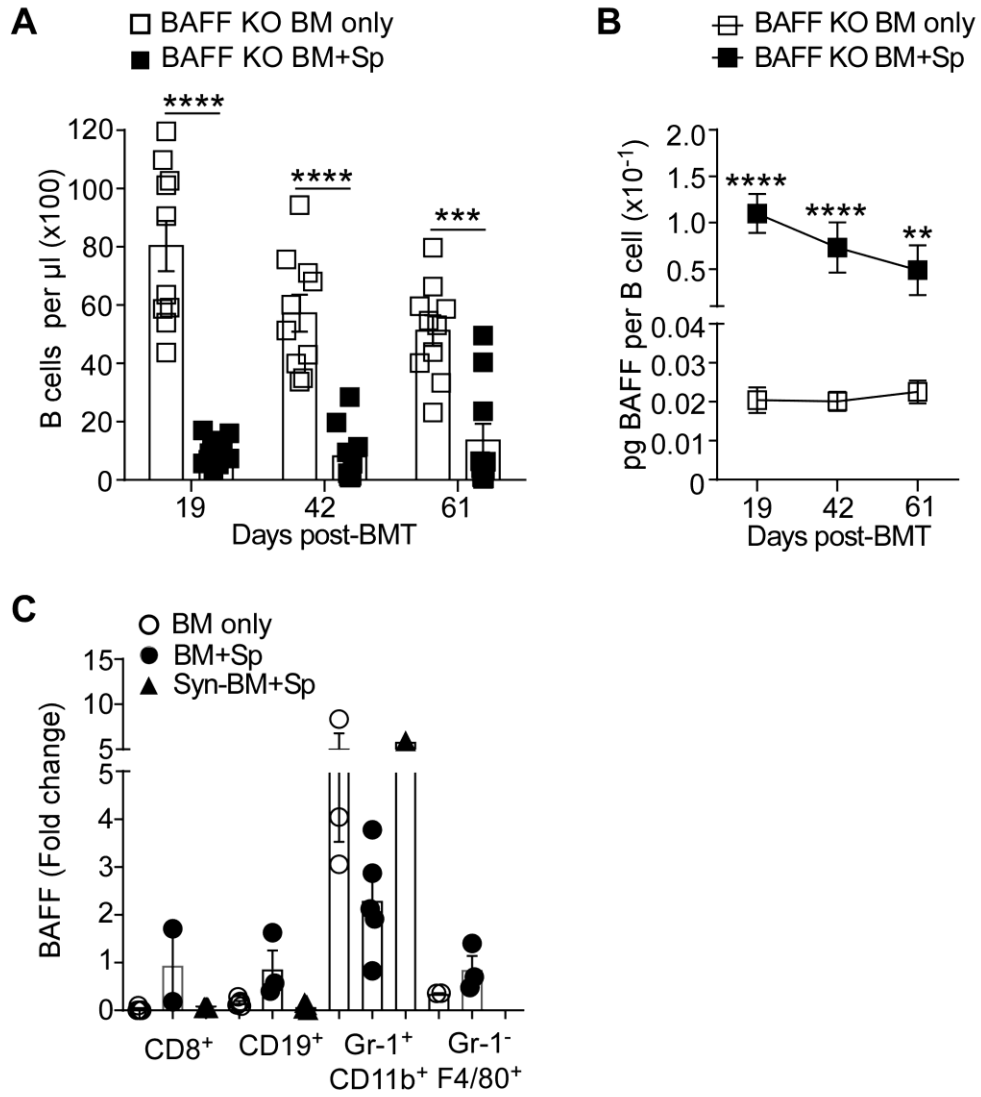 A
BAFF KO BM only
BAFF KO BM+Sp
B cells per µl (x100)
120
100
80
60
40
20
0
****
****
***
19 42 61
Days post-BMT
B
BAFF KO BM only
BAFF KO BM+Sp
pg BAFF per B cell (x10⁻¹)
2.0
1.5
1.0
0.5
0.04
0.03
0.02
0.01
0
****
****
**
19 42 61
Days post-BMT
C
BM only
BM+Sp
Syn-BM+Sp
BAFF (Fold change)
15
10
5
5
4
3
2
1
0
CD8⁺ CD19⁺ Gr-1⁺ Gr-1⁻
CD11b⁺ F4/80⁺